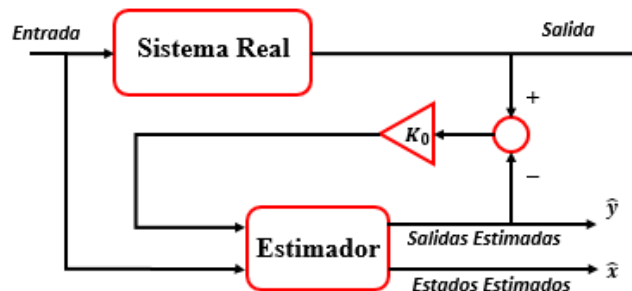 Entrada
Sistema Real
Salida
+
K₀
−
Estimador
ŷ
Salidas Estimadas
x̂
Estados Estimados